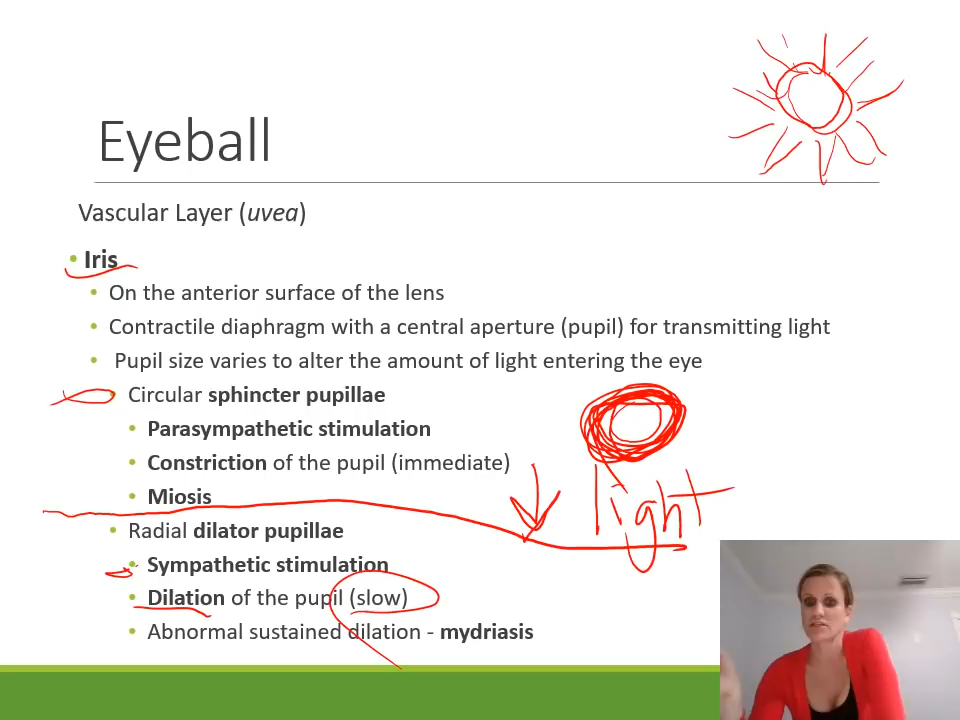 Eyeball
Vascular Layer (uvea)
• Iris
• On the anterior surface of the lens
• Contractile diaphragm with a central aperture (pupil) for transmitting light
• Pupil size varies to alter the amount of light entering the eye
• Circular sphincter pupillae
• Parasympathetic stimulation
• Constriction of the pupil (immediate)
• Miosis
• Radial dilator pupillae
• Sympathetic stimulation
• Dilation of the pupil (slow)
• Abnormal sustained dilation - mydriasis
↓ light